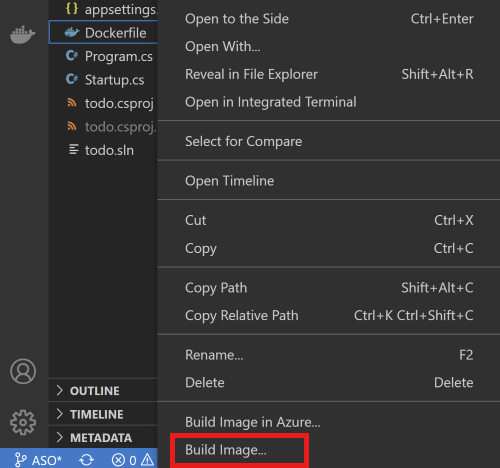 { } appsettings.
Dockerfile
C# Program.cs
C# Startup.cs
todo.csproj
todo.csproj.
todo.sln
OUTLINE
TIMELINE
METADATA
ASO* 0
Open to the Side Ctrl+Enter
Open With...
Reveal in File Explorer Shift+Alt+R
Open in Integrated Terminal
Select for Compare
Open Timeline
Cut Ctrl+X
Copy Ctrl+C
Copy Path Shift+Alt+C
Copy Relative Path Ctrl+K Ctrl+Shift+C
Rename... F2
Delete Delete
Build Image in Azure...
Build Image...